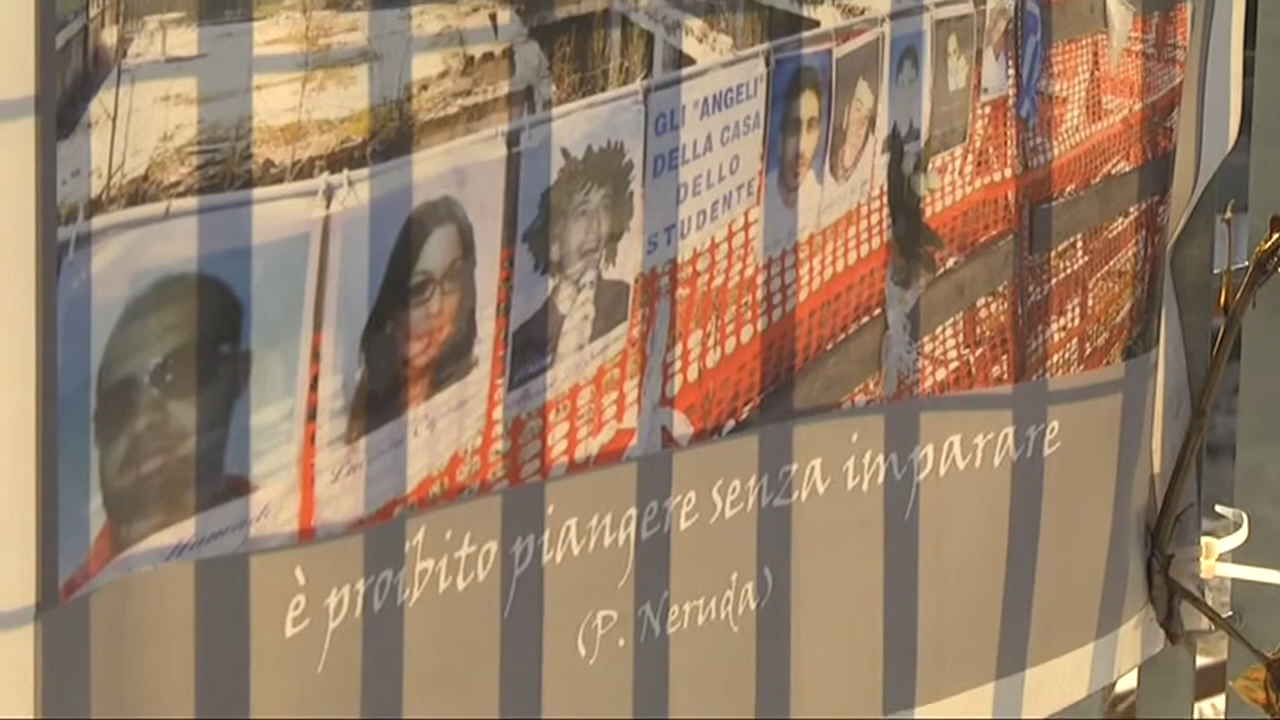 GLI "ANGELI"
DELLA CASA
DELLO
STUDENTE
è proibito piangere senza imparare
(P. Neruda)